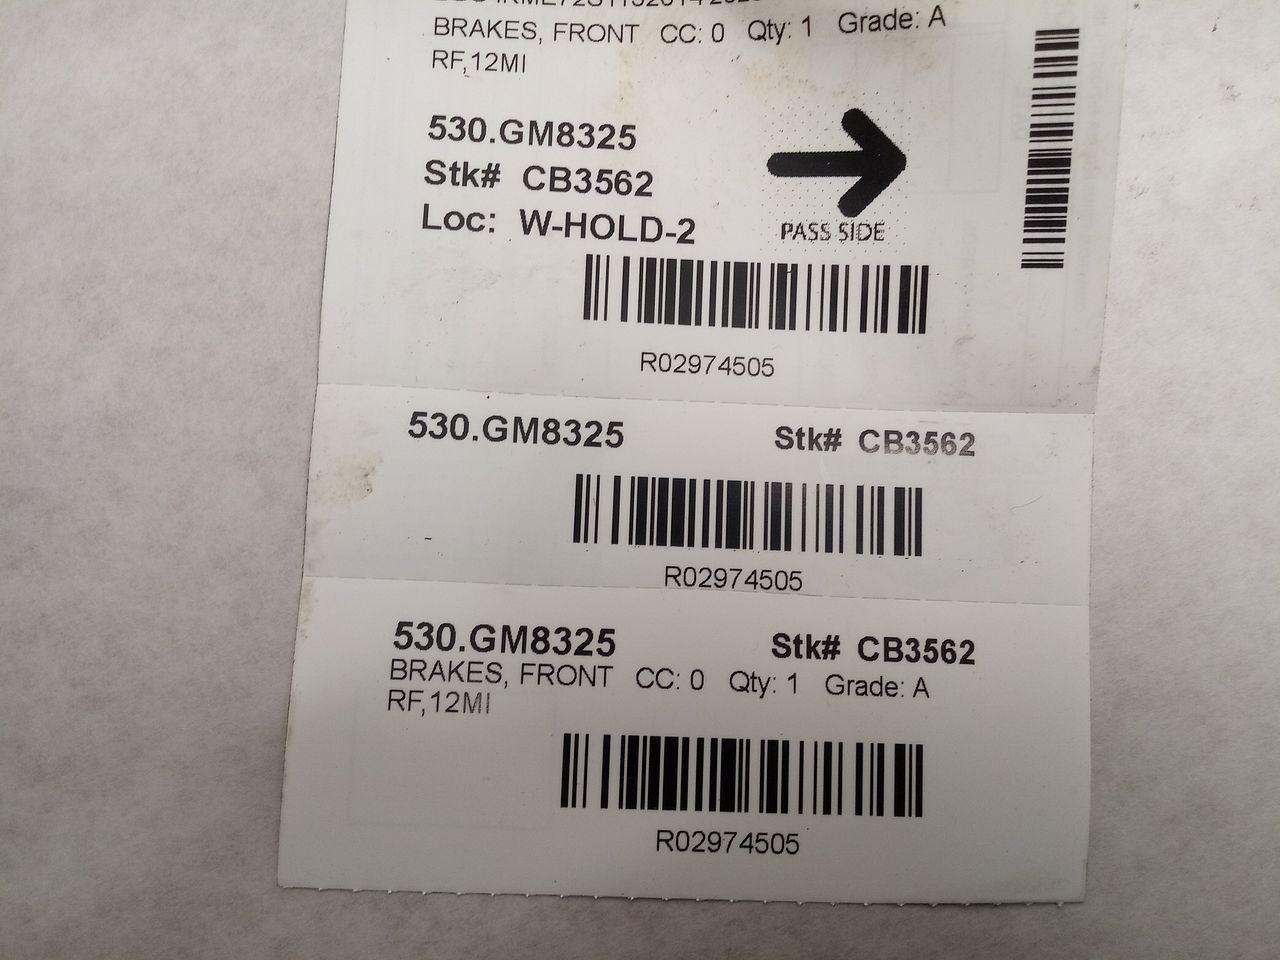 BRAKES, FRONT CC: 0 Qty: 1 Grade: A
RF,12MI
530.GM8325
Stk# CB3562
Loc: W-HOLD-2
PASS SIDE
R02974505
530.GM8325 Stk# CB3562
R02974505
530.GM8325 Stk# CB3562
BRAKES, FRONT CC: 0 Qty: 1 Grade: A
RF,12MI
R02974505